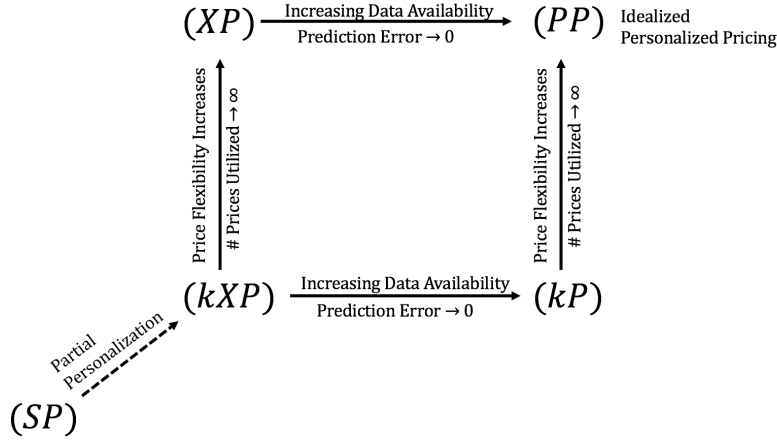 (XP)
Increasing Data Availability
Prediction Error → 0
(PP)
Idealized
Personalized Pricing
Price Flexibility Increases
# Prices Utilized → ∞
Price Flexibility Increases
# Prices Utilized → ∞
(kXP)
Increasing Data Availability
Prediction Error → 0
(kP)
Partial
Personalization
(SP)